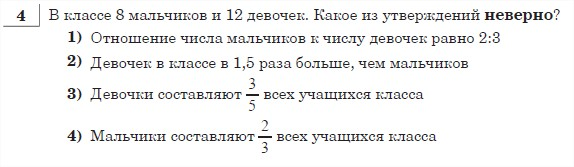 4 В классе 8 мальчиков и 12 девочек. Какое из утверждений неверно?
1) Отношение числа мальчиков к числу девочек равно 2:3
2) Девочек в классе в 1,5 раза больше, чем мальчиков
3) Девочки составляют 3/5 всех учащихся класса
4) Мальчики составляют 2/3 всех учащихся класса